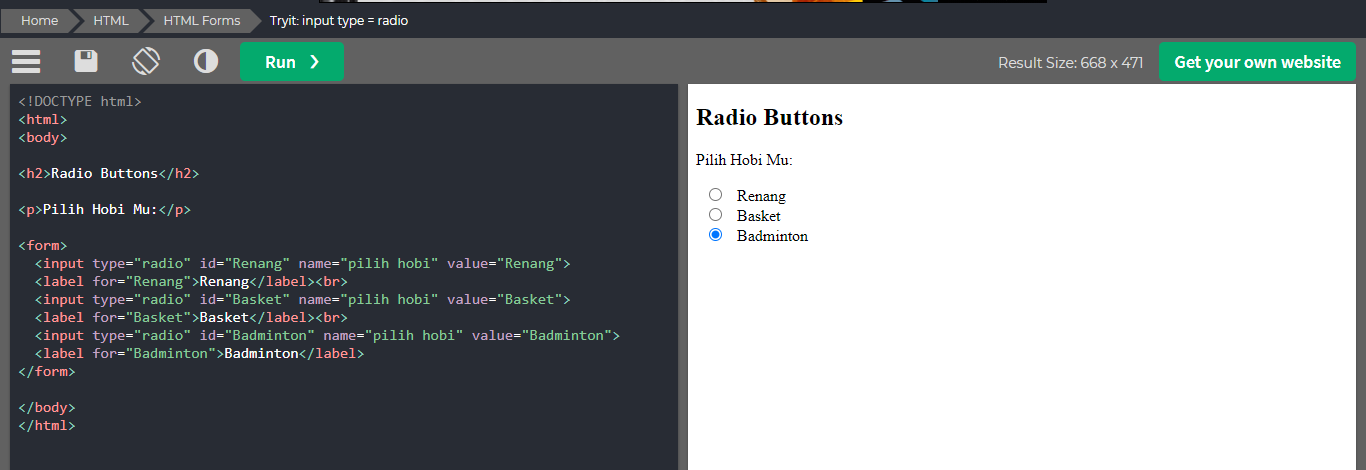 Home HTML HTML Forms Tryit: input type = radio
Run ❯ Result Size: 668 x 471 Get your own website
<!DOCTYPE html>
<html>
<body>
<h2>Radio Buttons</h2>
<p>Pilih Hobi Mu:</p>
<form>
<input type="radio" id="Renang" name="pilih hobi" value="Renang">
<label for="Renang">Renang</label><br>
<input type="radio" id="Basket" name="pilih hobi" value="Basket">
<label for="Basket">Basket</label><br>
<input type="radio" id="Badminton" name="pilih hobi" value="Badminton">
<label for="Badminton">Badminton</label>
</form>
</body>
</html>
Radio Buttons
Pilih Hobi Mu:
Renang
Basket
Badminton